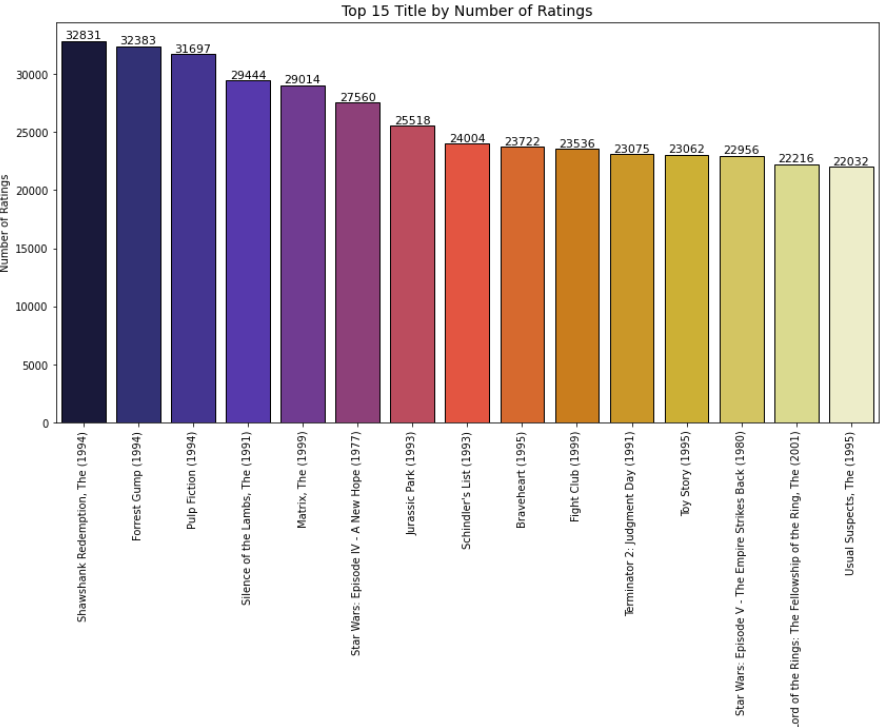 Top 15 Title by Number of Ratings
Number of Ratings
30000
25000
20000
15000
10000
5000
0
32831
32383
31697
29444
29014
27560
25518
24004
23722
23536
23075
23062
22956
22216
22032
Shawshank Redemption, The (1994)
Forrest Gump (1994)
Pulp Fiction (1994)
Silence of the Lambs, The (1991)
Matrix, The (1999)
Star Wars: Episode IV - A New Hope (1977)
Jurassic Park (1993)
Schindler's List (1993)
Braveheart (1995)
Fight Club (1999)
Terminator 2: Judgment Day (1991)
Toy Story (1995)
Star Wars: Episode V - The Empire Strikes Back (1980)
of the Rings: The Fellowship of the Ring, The (2001)
Usual Suspects, The (1995)